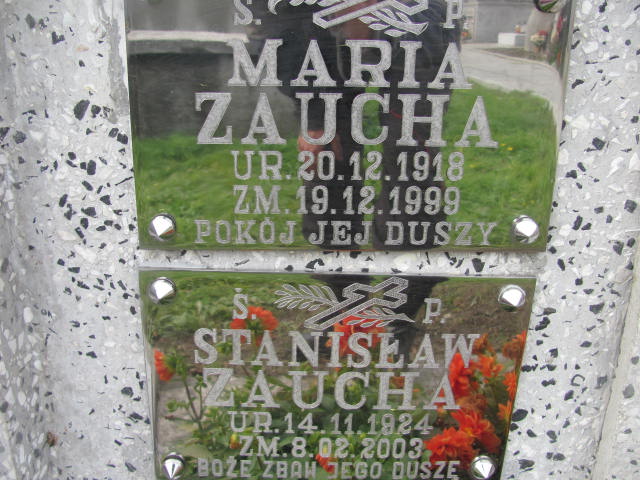 Ś. P.
MARIA
ZAUCHA
UR. 20.12.1918
ZM. 19.12.1999
POKÓJ JEJ DUSZY
Ś. P.
STANISŁAW
ZAUCHA
UR. 14.11.1924
ZM. 8.02.2003
BOŻE ZBAW JEGO DUSZĘ